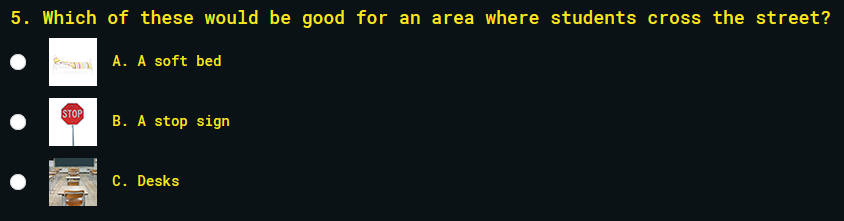 5. Which of these would be good for an area where students cross the street?
A. A soft bed
STOP
B. A stop sign
C. Desks